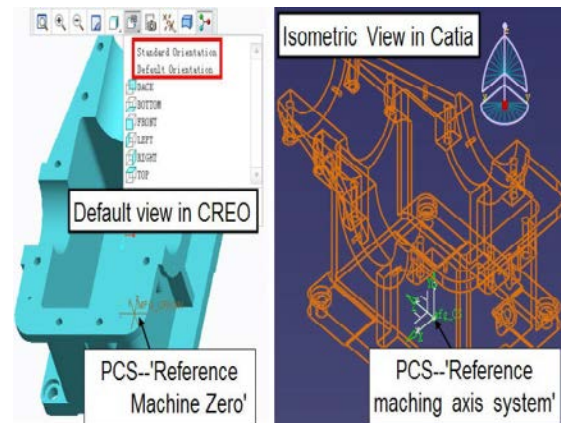 Standard Orientation
Default Orientation
BACK
BOTTOM
FRONT
LEFT
RIGHT
TOP
Default view in CREO
PCS--'Reference
Machine Zero'
Isometric View in Catia
PCS--'Reference
maching axis system'